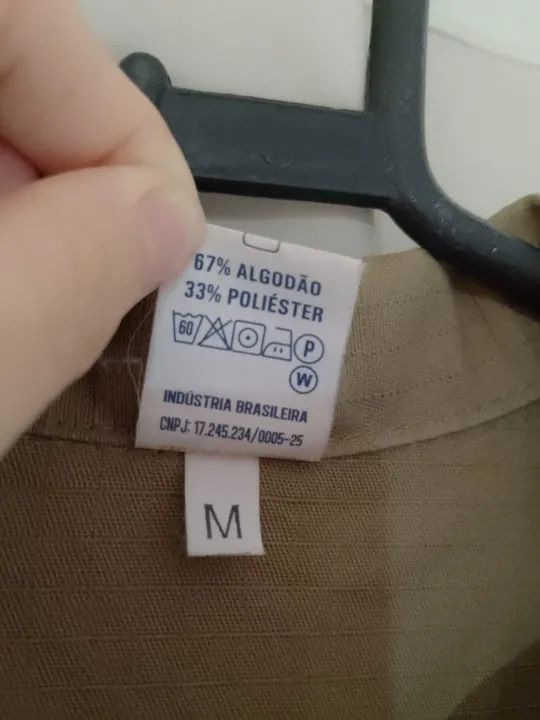 67% ALGODÃO
33% POLIÉSTER
60 P
W
INDÚSTRIA BRASILEIRA
CNPJ: 17.245.234/0005-25
M